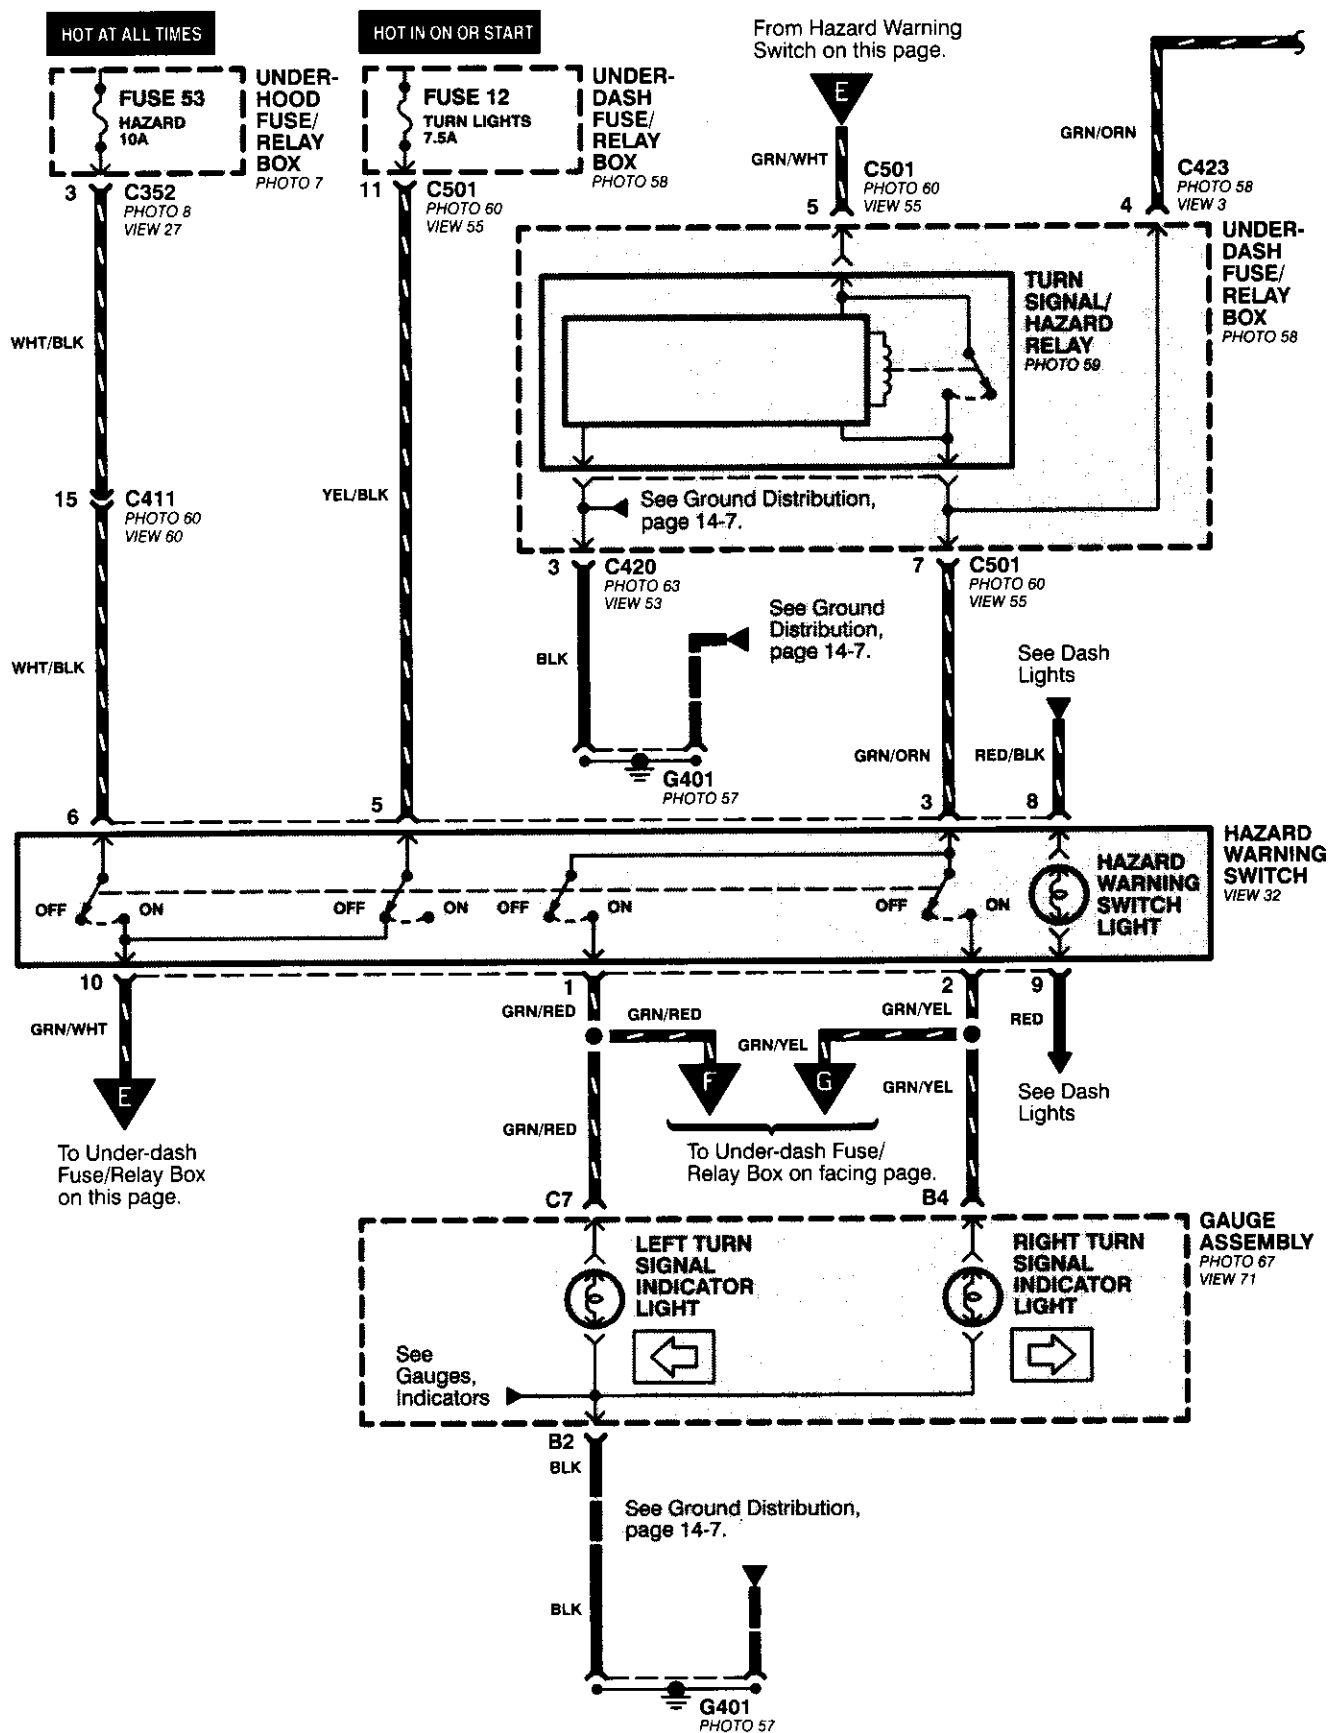 HOT AT ALL TIMES
HOT IN ON OR START
From Hazard Warning
Switch on this page.
FUSE 53
HAZARD
10A
UNDER-
HOOD
FUSE/
RELAY
BOX
PHOTO 7
FUSE 12
TURN LIGHTS
7.5A
UNDER-
DASH
FUSE/
RELAY
BOX
PHOTO 58
E
GRN/WHT
GRN/ORN
3
C352
PHOTO 8
VIEW 27
11
C501
PHOTO 60
VIEW 55
5
C501
PHOTO 60
VIEW 55
4
C423
PHOTO 58
VIEW 3
UNDER-
DASH
FUSE/
RELAY
BOX
PHOTO 58
TURN
SIGNAL/
HAZARD
RELAY
PHOTO 59
WHT/BLK
15
C411
PHOTO 60
VIEW 60
YEL/BLK
See Ground Distribution,
page 14-7.
3
C420
PHOTO 63
VIEW 53
7
C501
PHOTO 60
VIEW 55
See Ground
Distribution,
page 14-7.
BLK
WHT/BLK
See Dash
Lights
GRN/ORN
RED/BLK
G401
PHOTO 57
6
5
3
8
HAZARD
WARNING
SWITCH
VIEW 32
HAZARD
WARNING
SWITCH
LIGHT
OFF
ON
OFF
ON
OFF
ON
OFF
ON
10
1
2
9
GRN/WHT
GRN/RED
GRN/RED
GRN/YEL
GRN/YEL
RED
E
F
G
GRN/YEL
See Dash
Lights
GRN/RED
To Under-dash
Fuse/Relay Box
on this page.
To Under-dash Fuse/
Relay Box on facing page.
C7
B4
GAUGE
ASSEMBLY
PHOTO 67
VIEW 71
LEFT TURN
SIGNAL
INDICATOR
LIGHT
RIGHT TURN
SIGNAL
INDICATOR
LIGHT
See
Gauges,
Indicators
B2
BLK
See Ground Distribution,
page 14-7.
BLK
G401
PHOTO 57